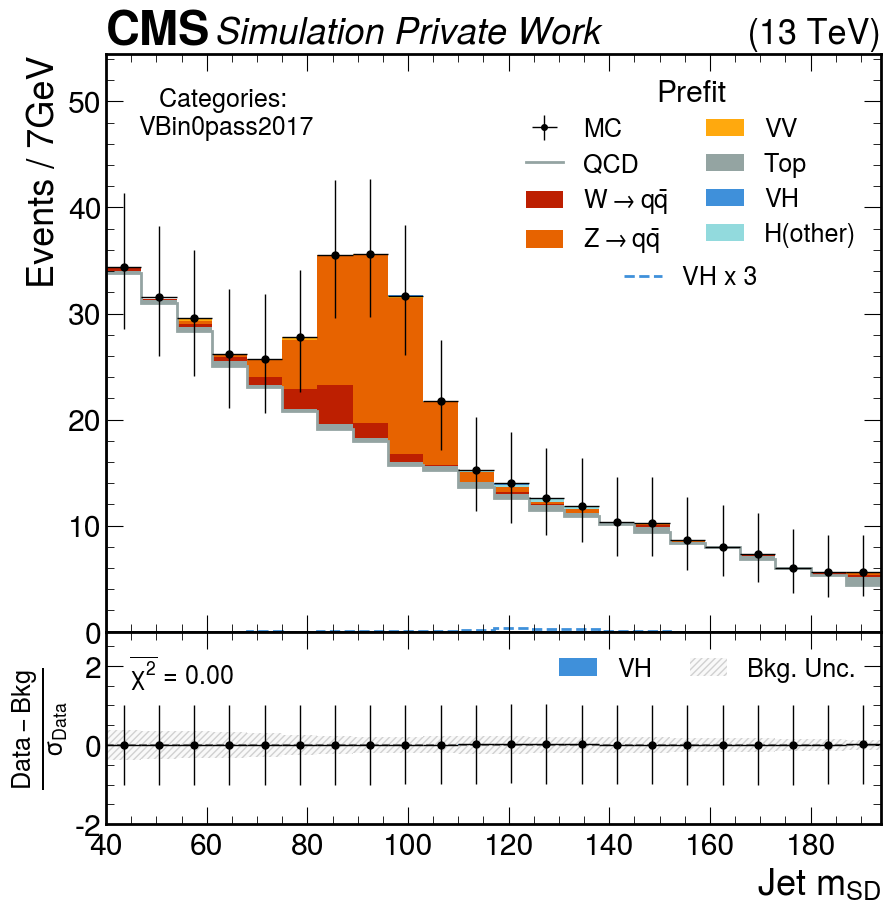 CMS Simulation Private Work (13 TeV)
Events / 7GeV
Categories:
VBin0pass2017
Prefit
MC
QCD
W → qq̄
Z → qq̄
VV
Top
VH
H(other)
VH x 3
50
40
30
20
10
0
Data − Bkg
σ_Data
χ̅²̅ = 0.00
VH
Bkg. Unc.
2
0
-2
40 60 80 100 120 140 160 180
Jet m_SD